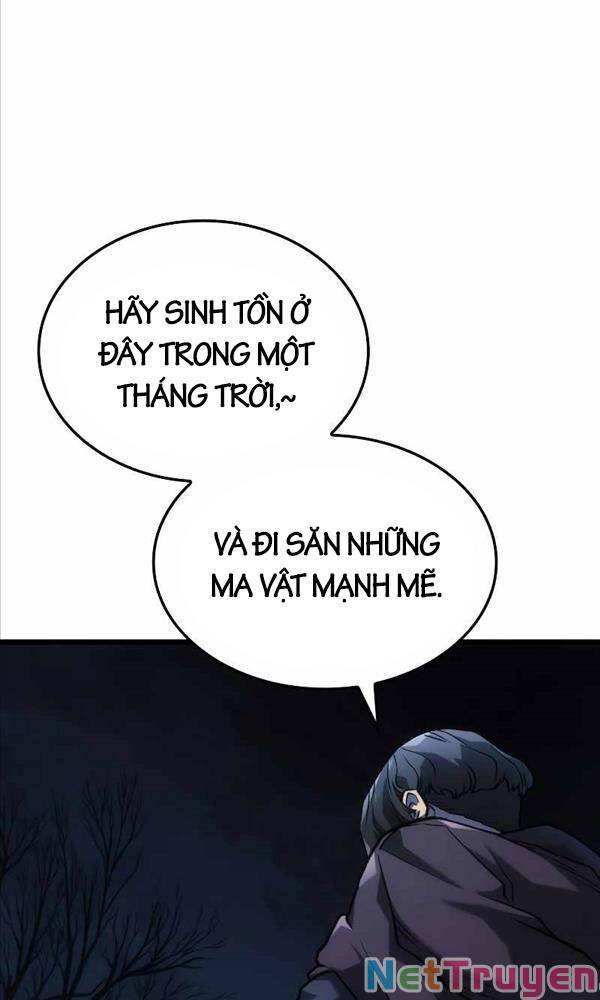 HÃY SINH TỒN Ở
ĐÂY TRONG MỘT
THÁNG TRỜI,~
VÀ ĐI SĂN NHỮNG
MA VẬT MẠNH MẼ.
NetTruyen